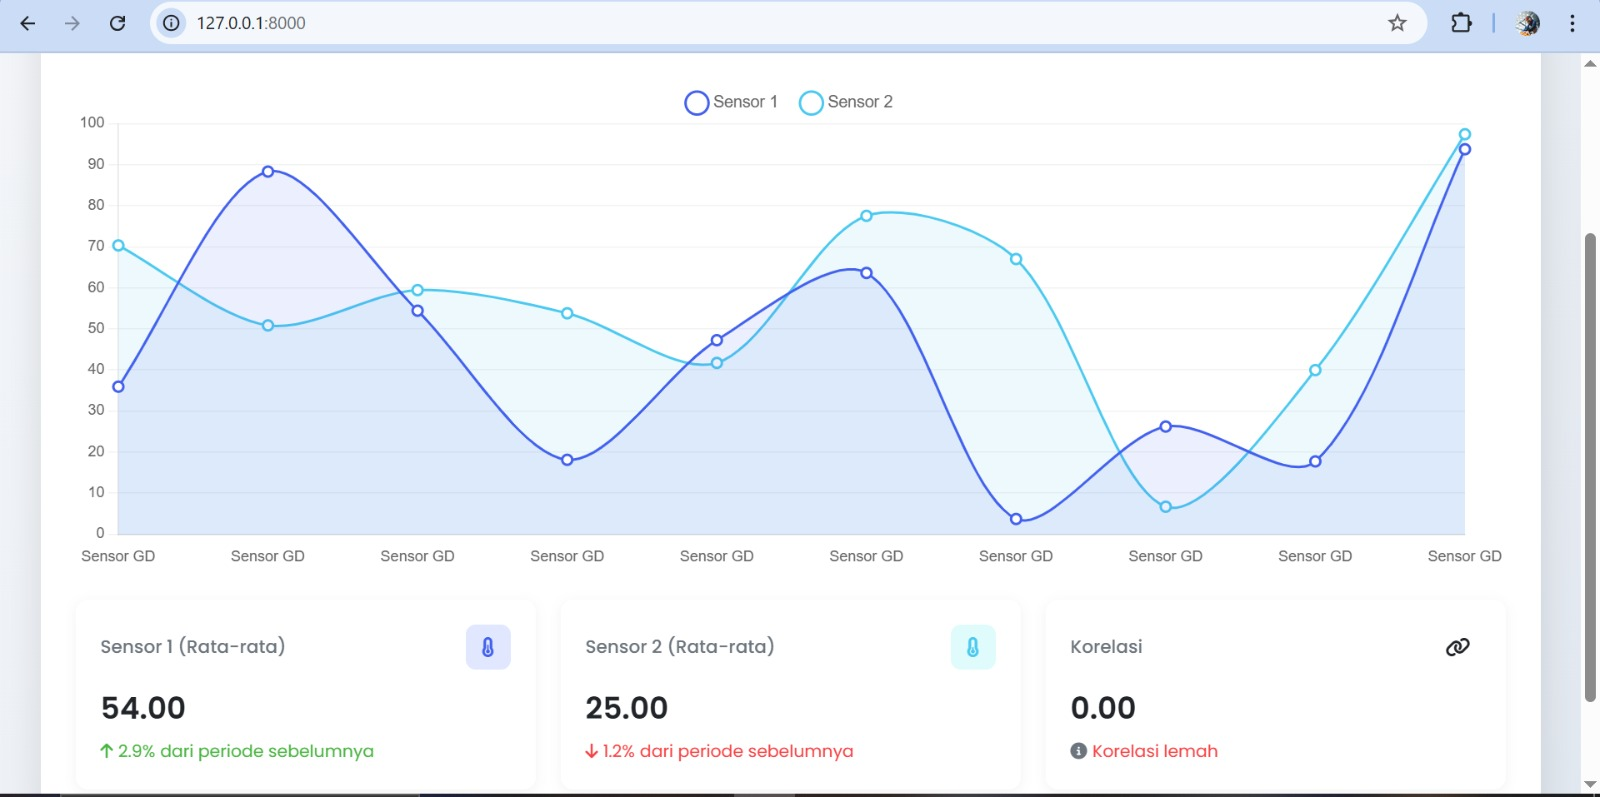 127.0.0.1:8000
Sensor 1 Sensor 2
100
90
80
70
60
50
40
30
20
10
0
Sensor GD Sensor GD Sensor GD Sensor GD Sensor GD Sensor GD Sensor GD Sensor GD Sensor GD Sensor GD
Sensor 1 (Rata-rata)
54.00
2.9% dari periode sebelumnya
Sensor 2 (Rata-rata)
25.00
1.2% dari periode sebelumnya
Korelasi
0.00
Korelasi lemah